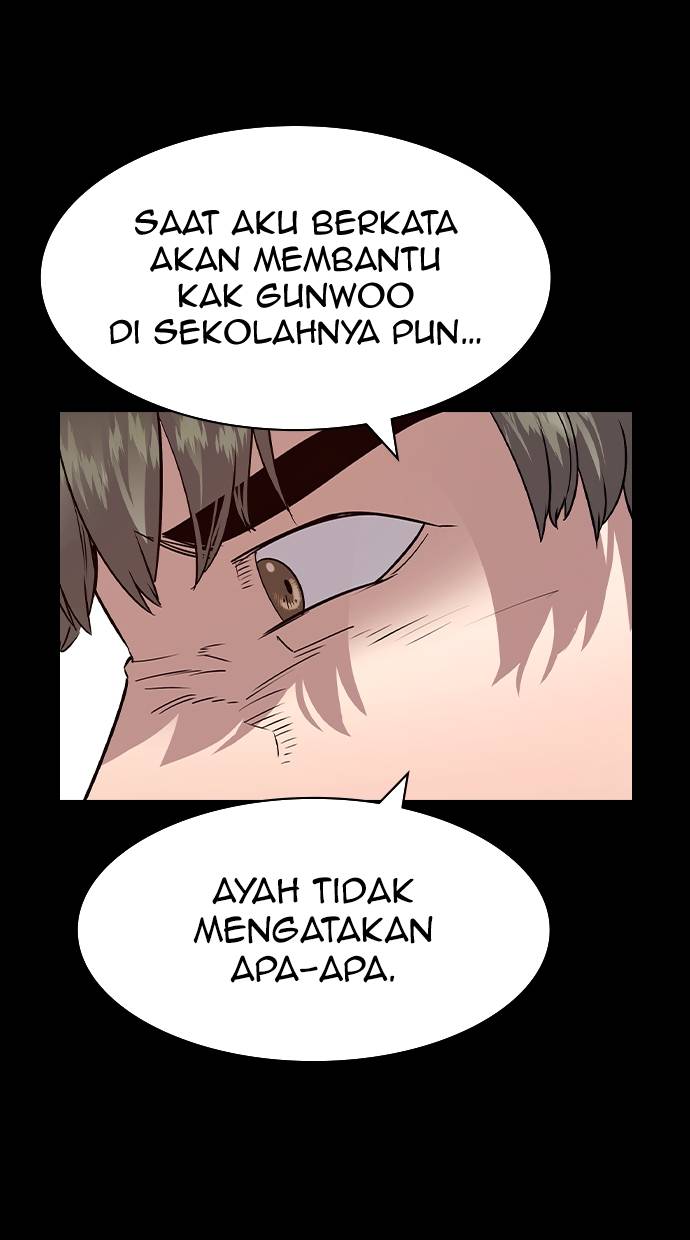 SAAT AKU BERKATA
AKAN MEMBANTU
KAK GUNWOO
DI SEKOLAHNYA PUN...
AYAH TIDAK
MENGATAKAN
APA-APA.